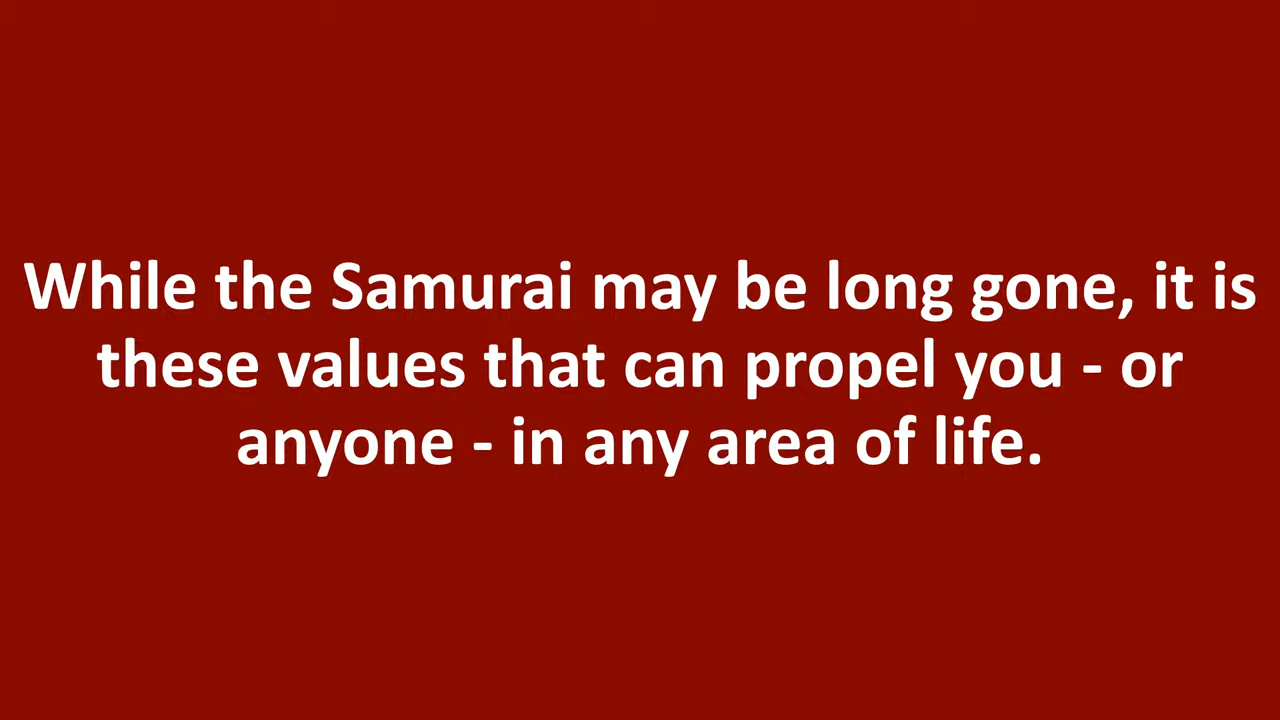 While the Samurai may be long gone, it is
these values that can propel you - or
anyone - in any area of life.